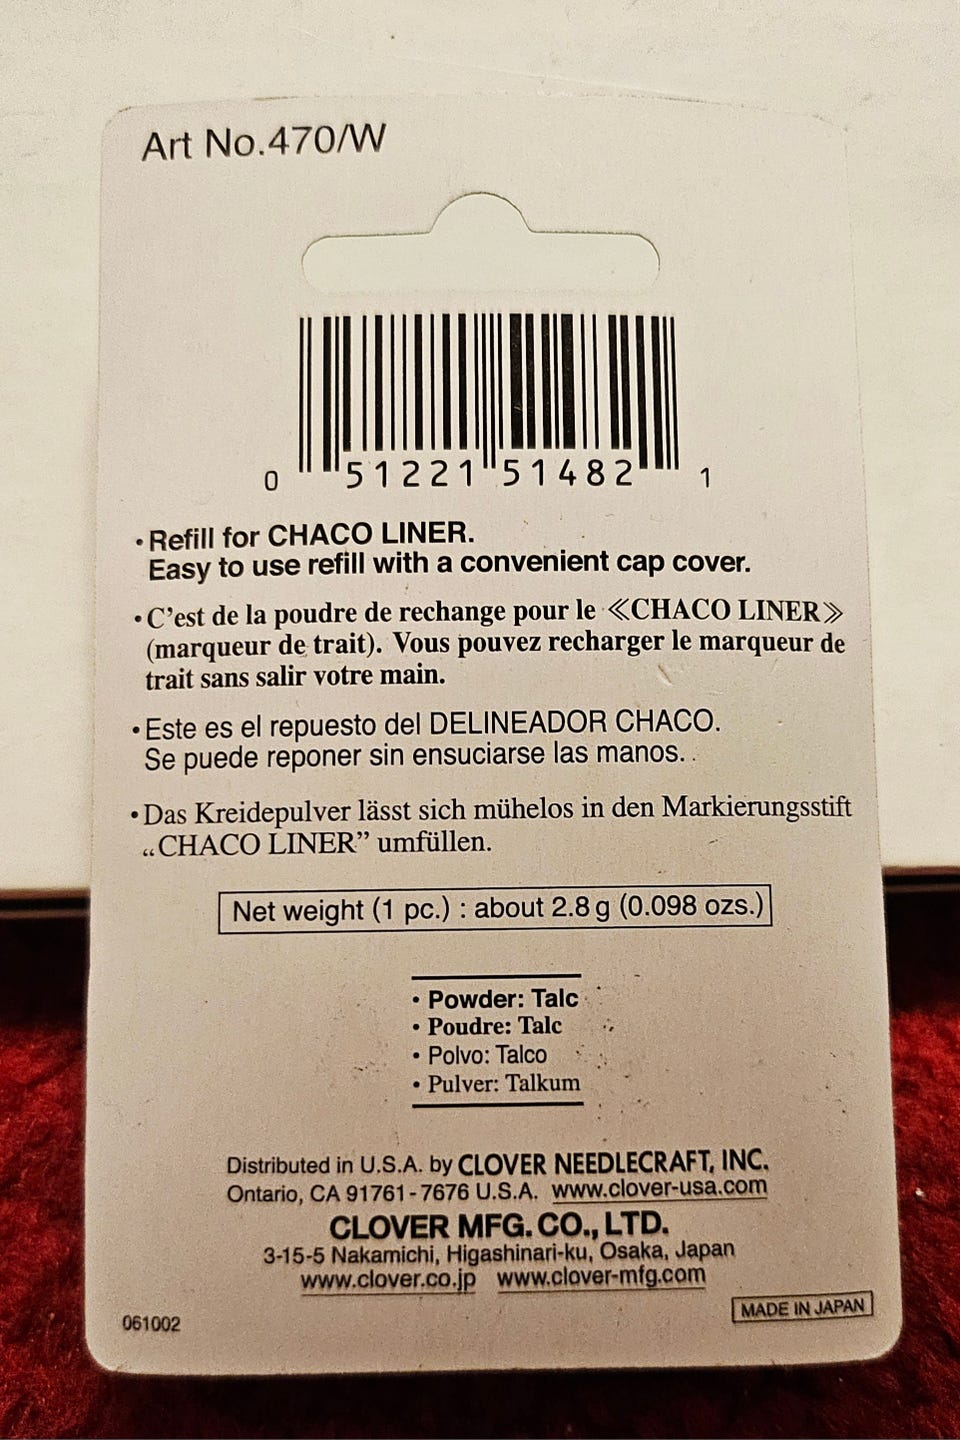 Art No.470/W
0 51221 51482 1
• Refill for CHACO LINER.
Easy to use refill with a convenient cap cover.
• C'est de la poudre de rechange pour le ≪CHACO LINER≫
(marqueur de trait). Vous pouvez recharger le marqueur de
trait sans salir votre main.
• Este es el repuesto del DELINEADOR CHACO.
Se puede reponer sin ensuciarse las manos.
• Das Kreidepulver lässt sich mühelos in den Markierungsstift
„CHACO LINER” umfüllen.
Net weight (1 pc.) : about 2.8 g (0.098 ozs.)
• Powder: Talc
• Poudre: Talc
• Polvo: Talco
• Pulver: Talkum
Distributed in U.S.A. by CLOVER NEEDLECRAFT, INC.
Ontario, CA 91761-7676 U.S.A. www.clover-usa.com
CLOVER MFG. CO., LTD.
3-15-5 Nakamichi, Higashinari-ku, Osaka, Japan
www.clover.co.jp www.clover-mfg.com
061002
MADE IN JAPAN